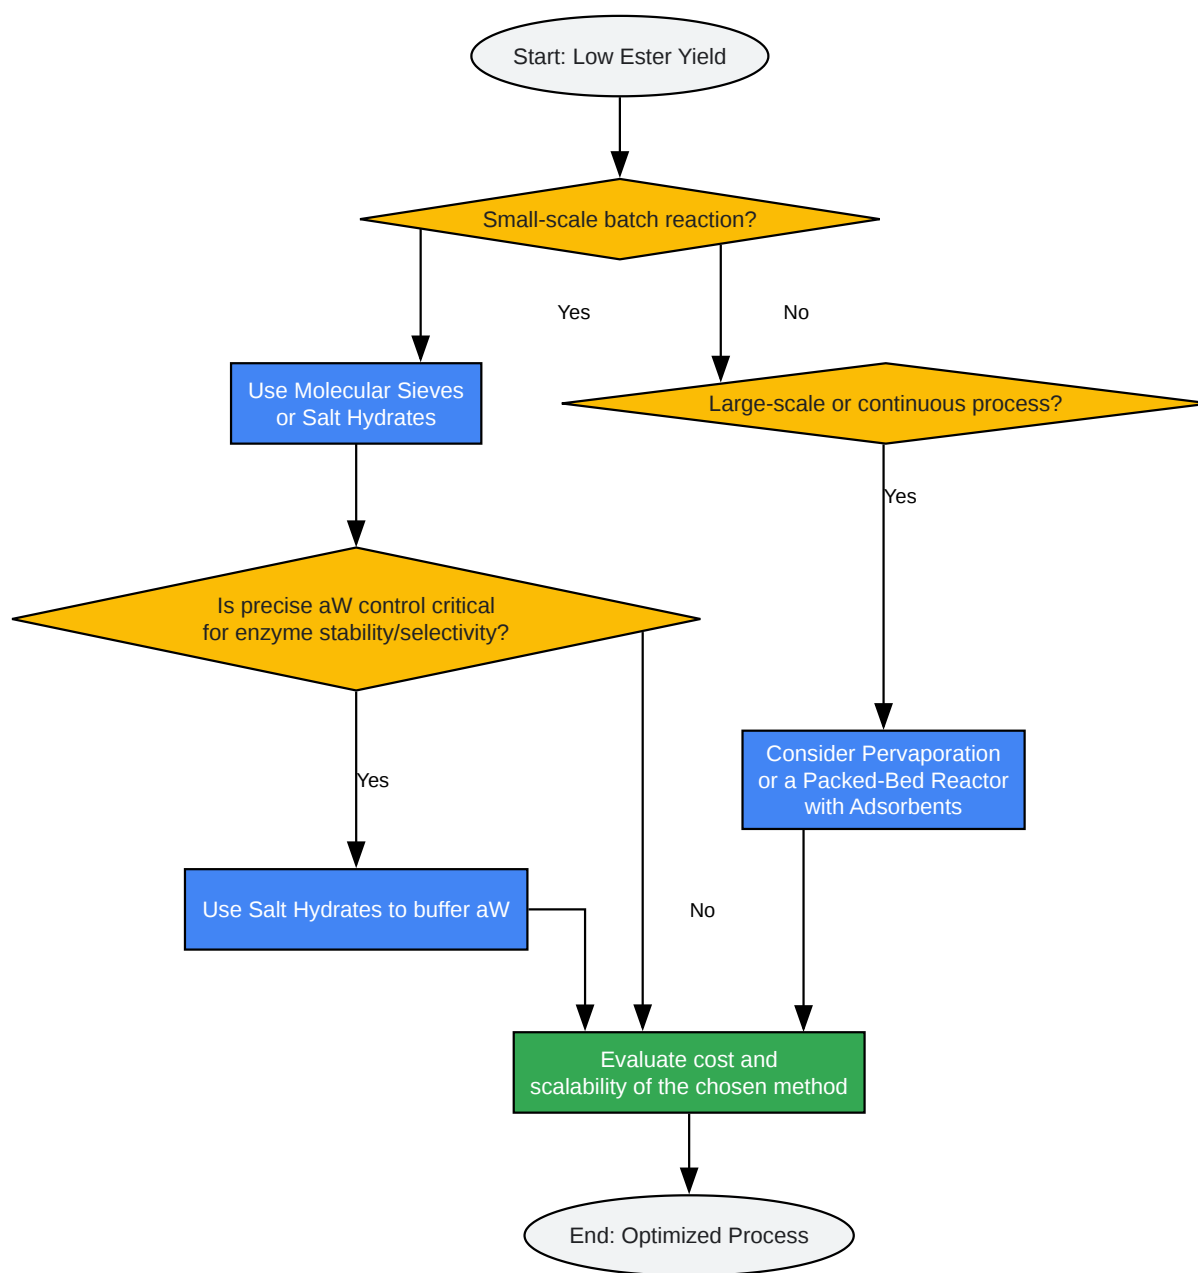 Start: Low Ester Yield
Small-scale batch reaction?
Yes
No
Use Molecular Sieves
or Salt Hydrates
Large-scale or continuous process?
Yes
Is precise aW control critical
for enzyme stability/selectivity?
Consider Pervaporation
or a Packed-Bed Reactor
with Adsorbents
Yes
Use Salt Hydrates to buffer aW
No
Evaluate cost and
scalability of the chosen method
End: Optimized Process